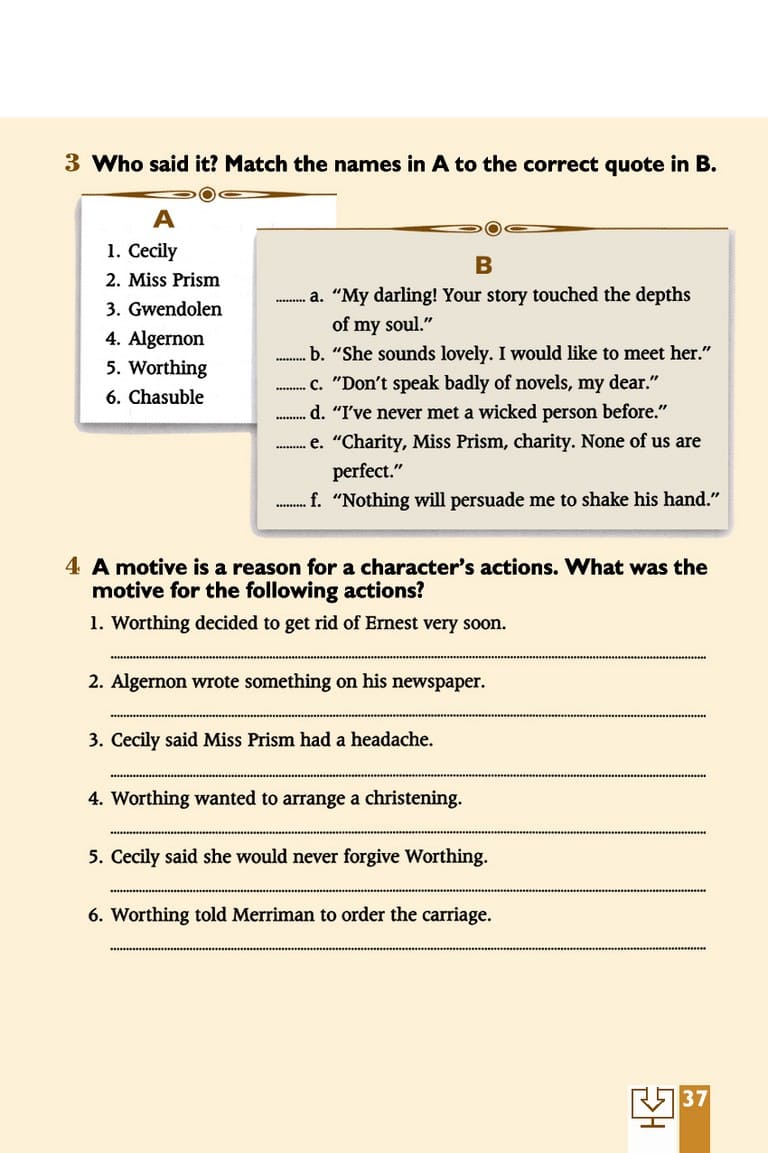 3 Who said it? Match the names in A to the correct quote in B.
A
1. Cecily
2. Miss Prism
3. Gwendolen
4. Algernon
5. Worthing
6. Chasuble
B
......... a. “My darling! Your story touched the depths
of my soul.”
......... b. “She sounds lovely. I would like to meet her.”
......... c. ”Don’t speak badly of novels, my dear.”
......... d. “I’ve never met a wicked person before.”
......... e. “Charity, Miss Prism, charity. None of us are
perfect.”
......... f. “Nothing will persuade me to shake his hand.”
4 A motive is a reason for a character’s actions. What was the
motive for the following actions?
1. Worthing decided to get rid of Ernest very soon.
2. Algernon wrote something on his newspaper.
3. Cecily said Miss Prism had a headache.
4. Worthing wanted to arrange a christening.
5. Cecily said she would never forgive Worthing.
6. Worthing told Merriman to order the carriage.
37